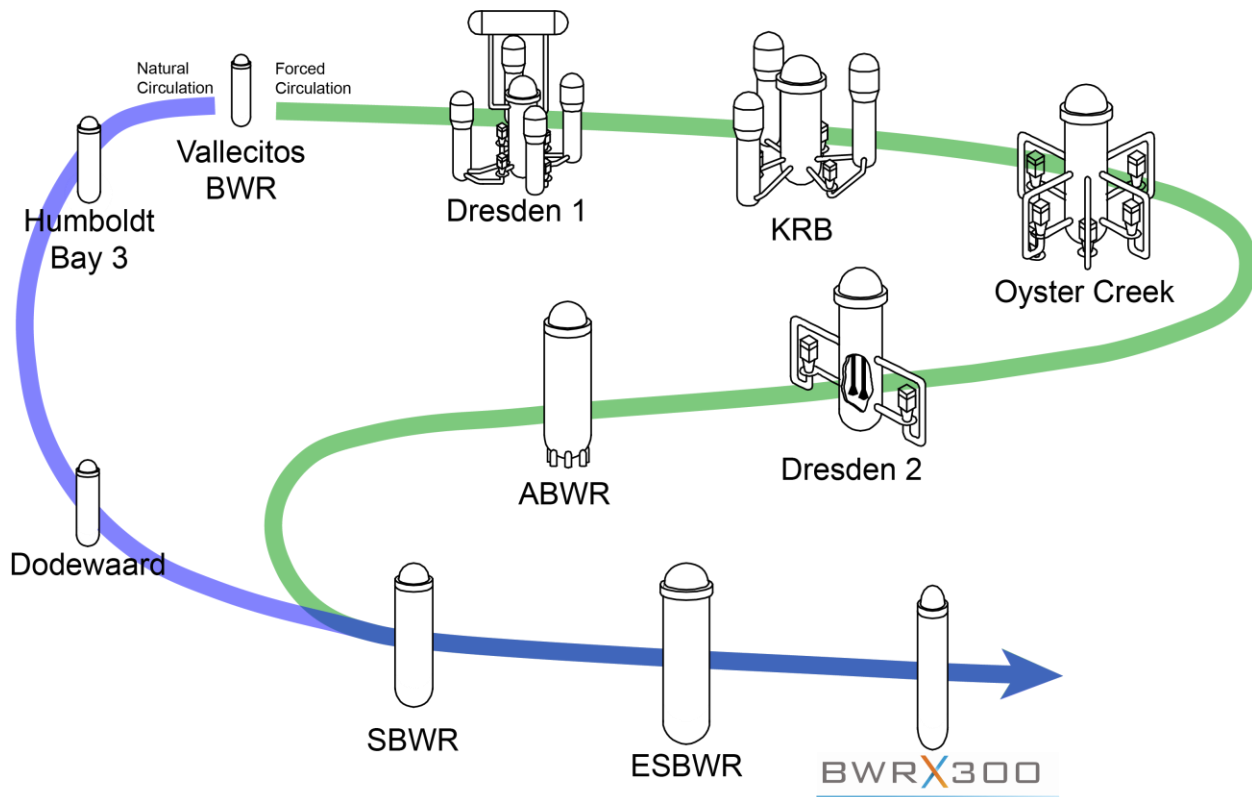 Natural
Circulation
Forced
Circulation
Vallecitos
BWR
Dresden 1
KRB
Oyster Creek
Humboldt
Bay 3
Dresden 2
ABWR
Dodewaard
SBWR
ESBWR
BWRX300